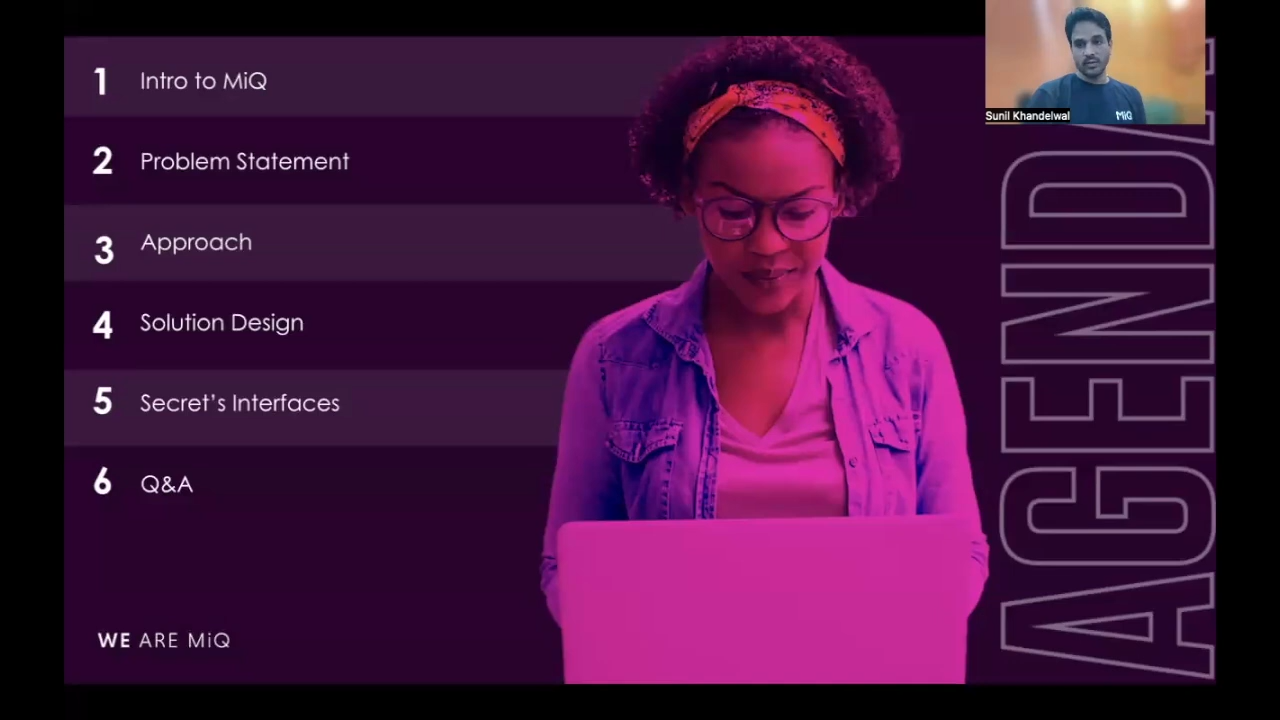 1 Intro to MiQ
2 Problem Statement
3 Approach
4 Solution Design
5 Secret's Interfaces
6 Q&A
WE ARE MiQ
AGENDA
Sunil Khandelwal
MiQ